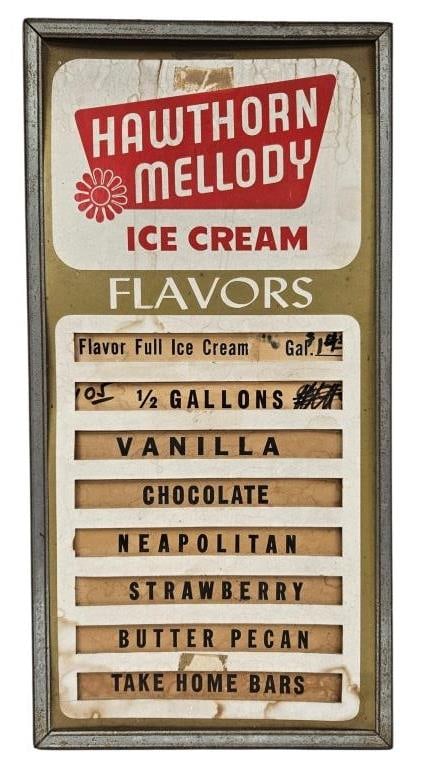 HAWTHORN
MELLODY
ICE CREAM
FLAVORS
Flavor Full Ice Cream Gal.
.05 1/2 GALLONS
VANILLA
CHOCOLATE
NEAPOLITAN
STRAWBERRY
BUTTER PECAN
TAKE HOME BARS